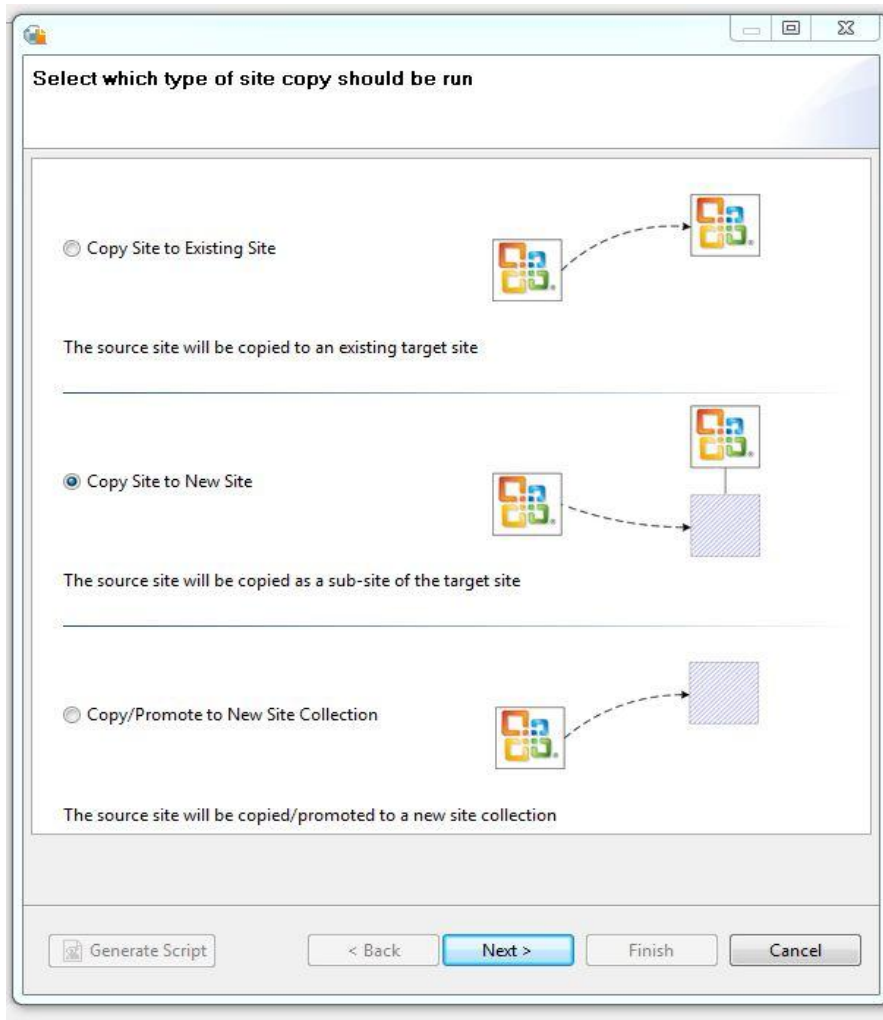 Select which type of site copy should be run
Copy Site to Existing Site
The source site will be copied to an existing target site
Copy Site to New Site
The source site will be copied as a sub-site of the target site
Copy/Promote to New Site Collection
The source site will be copied/promoted to a new site collection
Generate Script
< Back
Next >
Finish
Cancel